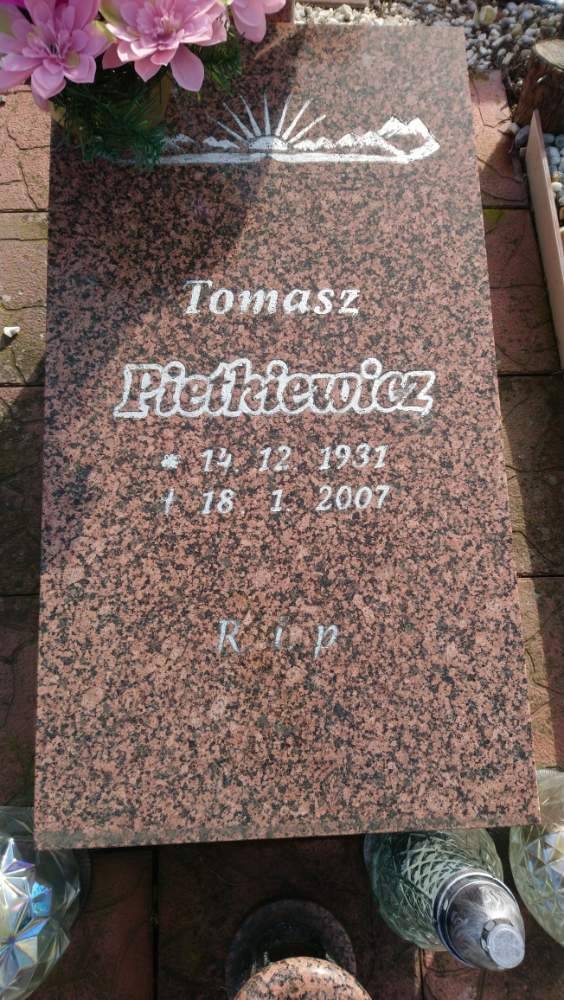 Tomasz
Pietkiewicz
* 14. 12. 1931
† 18. 1. 2007
R i p